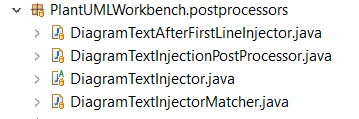 PlantUMLWorkbench.postprocessors
DiagramTextAfterFirstLineInjector.java
DiagramTextInjectionPostProcessor.java
DiagramTextInjector.java
DiagramTextInjectorMatcher.java